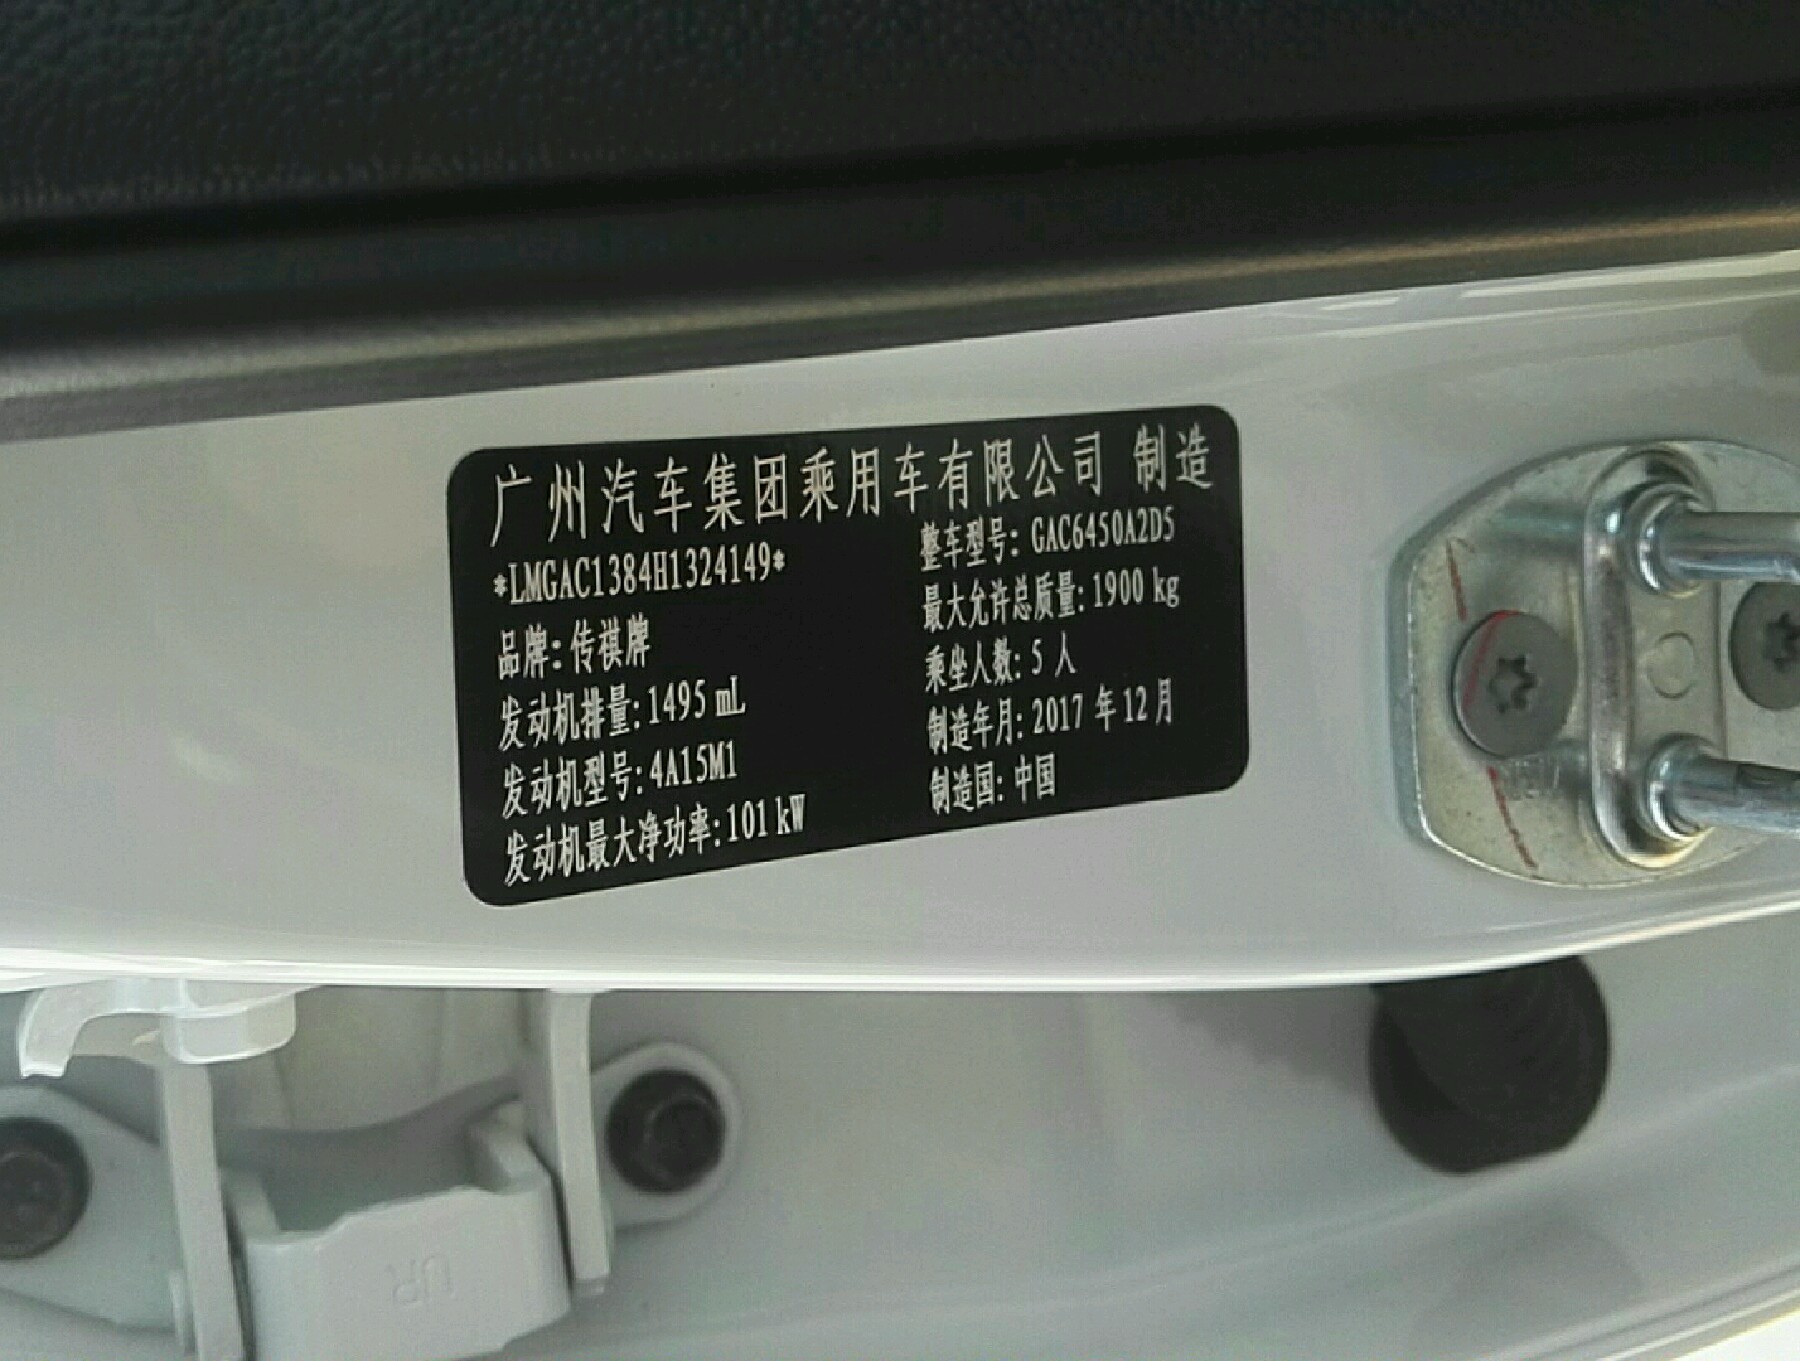 广州汽车集团乘用车有限公司 制造
*LMGAC1384H1324149*
品牌:传祺牌
发动机排量:1495 mL
发动机型号:4A15M1
发动机最大净功率:101 kW
整车型号:GAC6450A2D5
最大允许总质量:1900 kg
乘坐人数:5 人
制造年月:2017 年 12 月
制造国:中国
UR